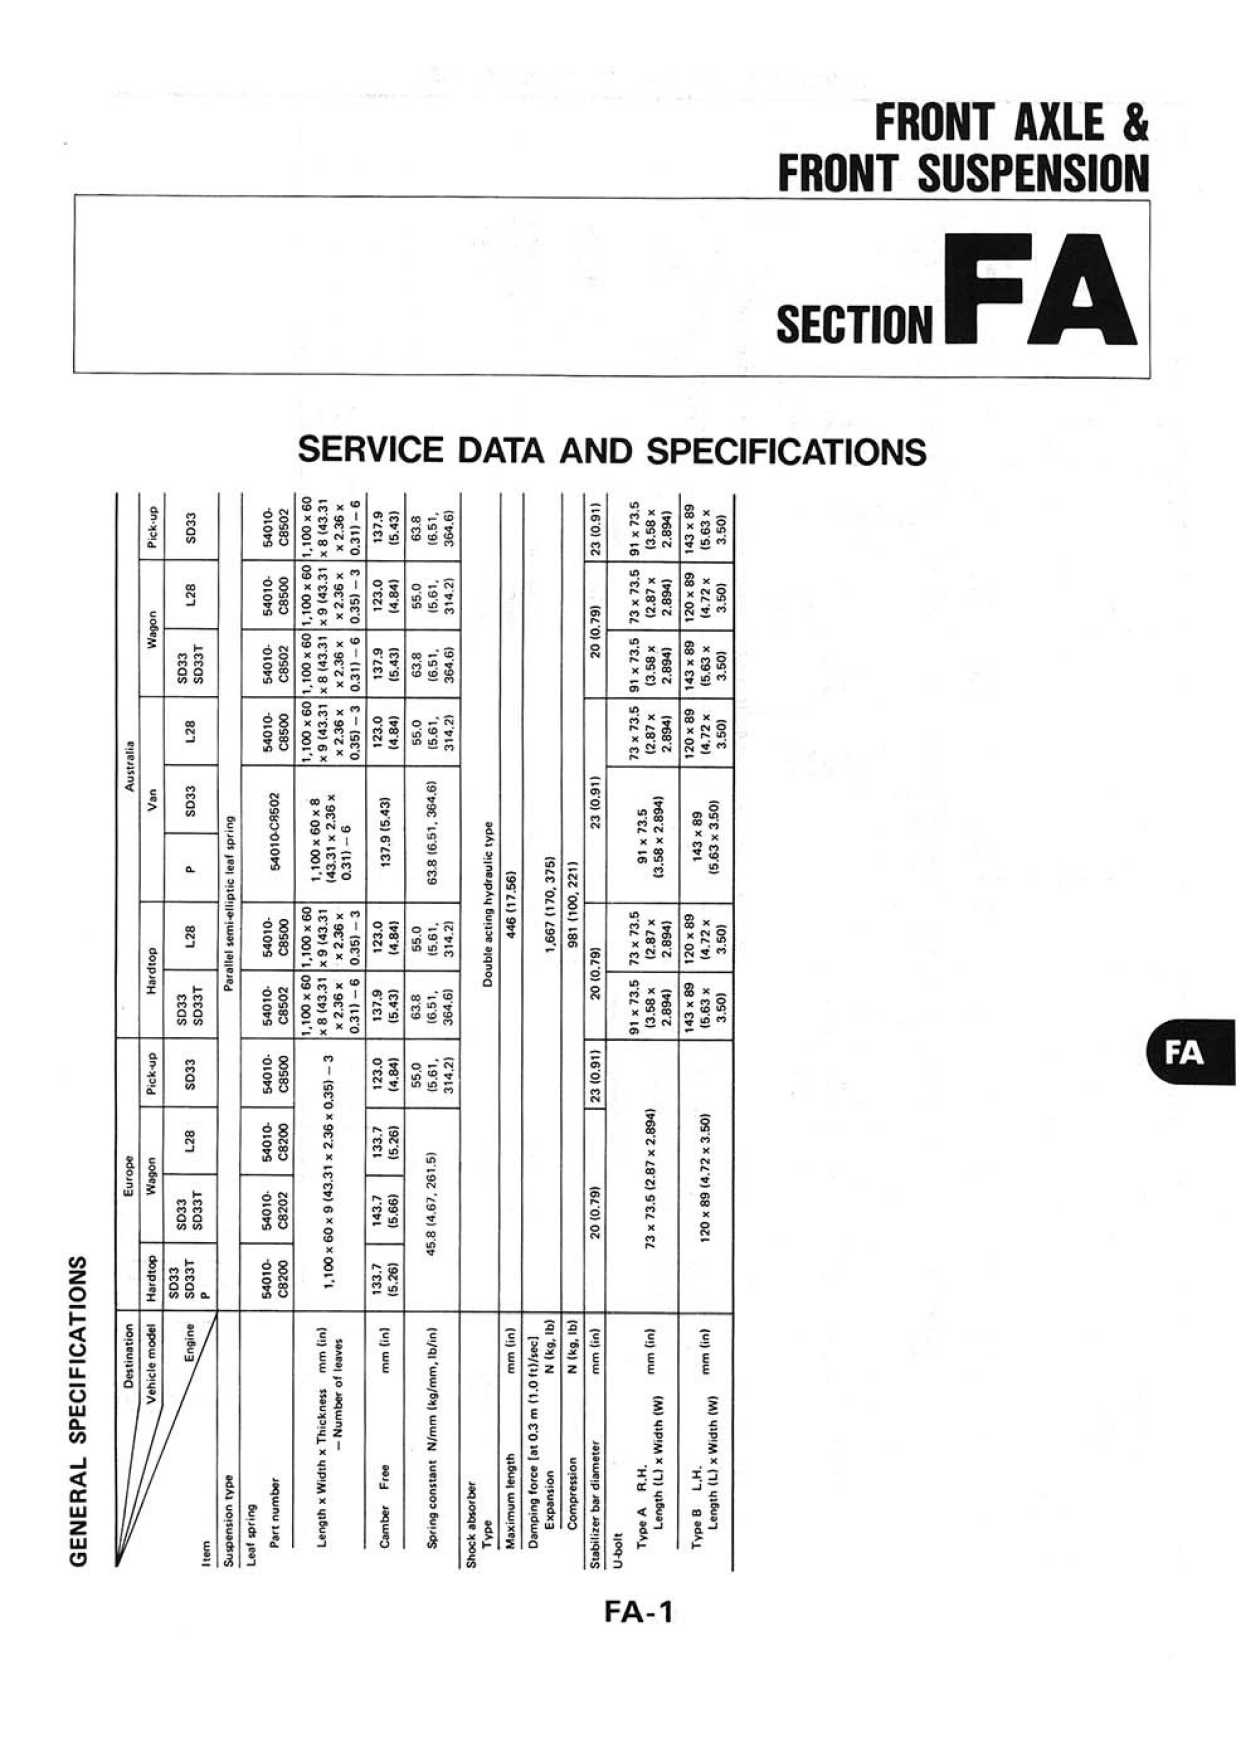 FRONT AXLE &
FRONT SUSPENSION
SECTION FA
SERVICE DATA AND SPECIFICATIONS
GENERAL SPECIFICATIONS
Destination Europe Australia
Vehicle model Hardtop Wagon Pick-up Hardtop Van Wagon Pick-up
Engine SD33 SD33T P SD33 SD33T L28 SD33 SD33 SD33T L28 P SD33 L28 SD33 SD33T L28 SD33
Item
Suspension type Parallel semi-elliptic leaf spring
Leaf spring
Part number 54010-C8200 54010-C8202 54010-C8200 54010-C8500 54010-C8502 54010-C8500 54010-C8502 54010-C8500 54010-C8502 54010-C8500 54010-C8502
Length x Width x Thickness mm (in)
— Number of leaves
1,100 x 60 x 9 (43.31 x 2.36 x 0.35) — 3
1,100 x 60 x 8 (43.31 x 2.36 x 0.31) — 6
1,100 x 60 x 9 (43.31 x 2.36 x 0.35) — 3
1,100 x 60 x 8 (43.31 x 2.36 x 0.31) — 6
1,100 x 60 x 9 (43.31 x 2.36 x 0.35) — 3
1,100 x 60 x 8 (43.31 x 2.36 x 0.31) — 6
1,100 x 60 x 9 (43.31 x 2.36 x 0.35) — 3
1,100 x 60 x 8 (43.31 x 2.36 x 0.31) — 6
Camber Free mm (in) 133.7 (5.26) 143.7 (5.66) 133.7 (5.26) 123.0 (4.84) 137.9 (5.43) 123.0 (4.84) 137.9 (5.43) 123.0 (4.84) 137.9 (5.43) 123.0 (4.84) 137.9 (5.43)
Spring constant N/mm (kg/mm, lb/in) 45.8 (4.67, 261.5) 55.0 (5.61, 314.2) 63.8 (6.51, 364.6) 55.0 (5.61, 314.2) 63.8 (6.51, 364.6) 55.0 (5.61, 314.2) 63.8 (6.51, 364.6) 55.0 (5.61, 314.2) 63.8 (6.51, 364.6)
Shock absorber
Type Double acting hydraulic type
Maximum length mm (in) 446 (17.56)
Damping force [at 0.3 m (1.0 ft)/sec]
Expansion N (kg, lb) 1,667 (170, 375)
Compression N (kg, lb) 981 (100, 221)
Stabilizer bar diameter mm (in) 20 (0.79) 23 (0.91) 20 (0.79) 23 (0.91) 20 (0.79) 23 (0.91)
U-bolt
Type A R.H.
Length (L) x Width (W) mm (in) 73 x 73.5 (2.87 x 2.894) 91 x 73.5 (3.58 x 2.894) 73 x 73.5 (2.87 x 2.894) 91 x 73.5 (3.58 x 2.894) 73 x 73.5 (2.87 x 2.894) 91 x 73.5 (3.58 x 2.894) 73 x 73.5 (2.87 x 2.894) 91 x 73.5 (3.58 x 2.894)
Type B L.H.
Length (L) x Width (W) mm (in) 120 x 89 (4.72 x 3.50) 143 x 89 (5.63 x 3.50) 120 x 89 (4.72 x 3.50) 143 x 89 (5.63 x 3.50) 120 x 89 (4.72 x 3.50) 143 x 89 (5.63 x 3.50) 120 x 89 (4.72 x 3.50) 143 x 89 (5.63 x 3.50)
FA
FA-1